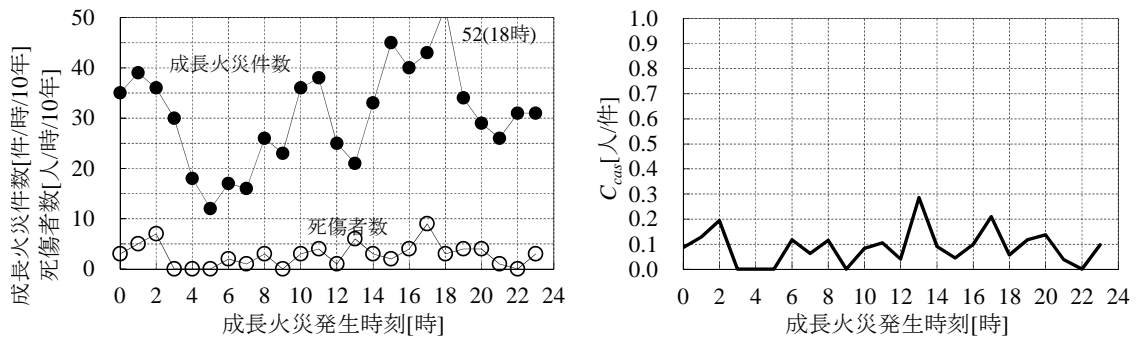 成長火災件数[件/時/10年]
死傷者数[人/時/10年]
50
40
30
20
10
0
52(18時)
成長火災件数
死傷者数
0 2 4 6 8 10 12 14 16 18 20 22 24
成長火災発生時刻[時]
C_cas[人/件]
1.0
0.9
0.8
0.7
0.6
0.5
0.4
0.3
0.2
0.1
0.0
0 2 4 6 8 10 12 14 16 18 20 22 24
成長火災発生時刻[時]